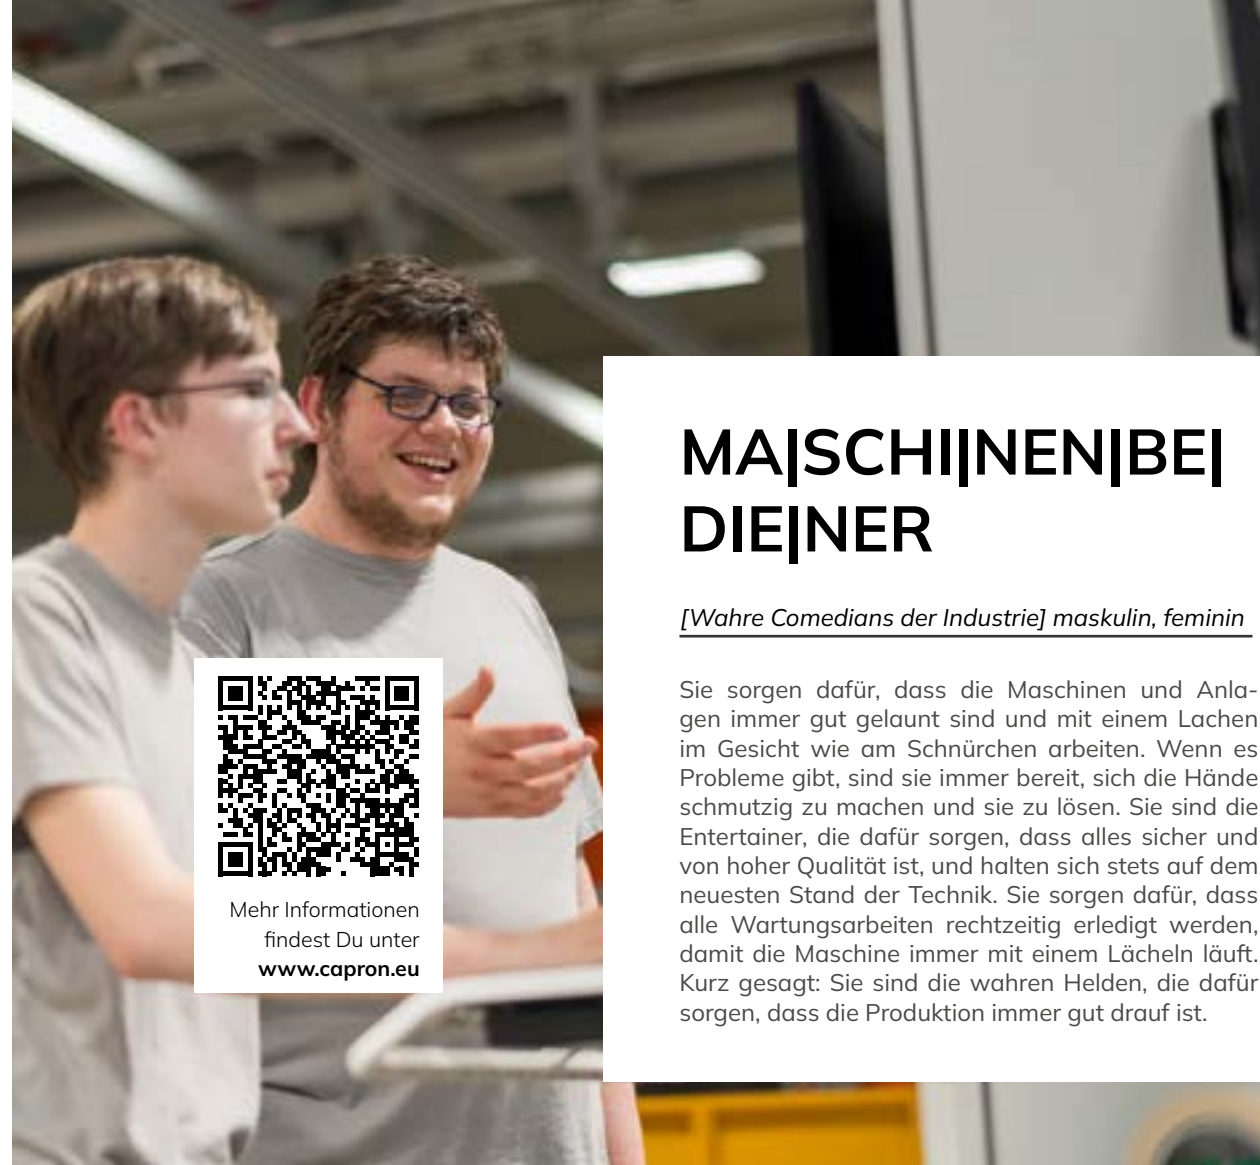 MA|SCHI|NEN|BE|
DIE|NER
[Wahre Comedians der Industrie] maskulin, feminin
Sie sorgen dafür, dass die Maschinen und Anla-
gen immer gut gelaunt sind und mit einem Lachen
im Gesicht wie am Schnürchen arbeiten. Wenn es
Probleme gibt, sind sie immer bereit, sich die Hände
schmutzig zu machen und sie zu lösen. Sie sind die
Entertainer, die dafür sorgen, dass alles sicher und
von hoher Qualität ist, und halten sich stets auf dem
neuesten Stand der Technik. Sie sorgen dafür, dass
alle Wartungsarbeiten rechtzeitig erledigt werden,
damit die Maschine immer mit einem Lächeln läuft.
Kurz gesagt: Sie sind die wahren Helden, die dafür
sorgen, dass die Produktion immer gut drauf ist.
Mehr Informationen
findest Du unter
www.capron.eu